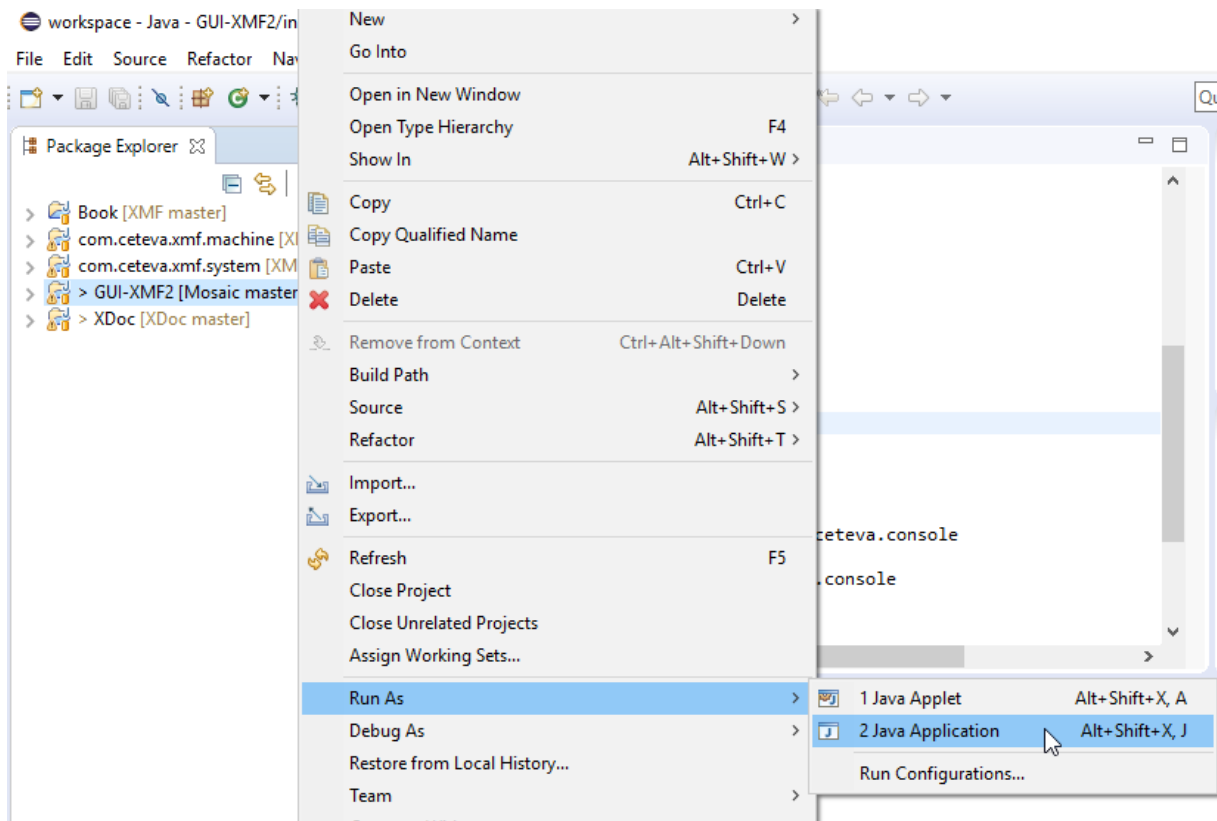 workspace - Java - GUI-XMF2/in
File Edit Source Refactor Nav
Package Explorer
Book [XMF master]
com.ceteva.xmf.machine [XM
com.ceteva.xmf.system [XM
> GUI-XMF2 [Mosaic master
> XDoc [XDoc master]
New
Go Into
Open in New Window
Open Type Hierarchy F4
Show In Alt+Shift+W >
Copy Ctrl+C
Copy Qualified Name
Paste Ctrl+V
Delete Delete
Remove from Context Ctrl+Alt+Shift+Down
Build Path
Source Alt+Shift+S >
Refactor Alt+Shift+T >
Import...
Export...
Refresh F5
Close Project
Close Unrelated Projects
Assign Working Sets...
Run As
Debug As
Restore from Local History...
Team
Qu
ceteva.console
.console
1 Java Applet Alt+Shift+X, A
2 Java Application Alt+Shift+X, J
Run Configurations...